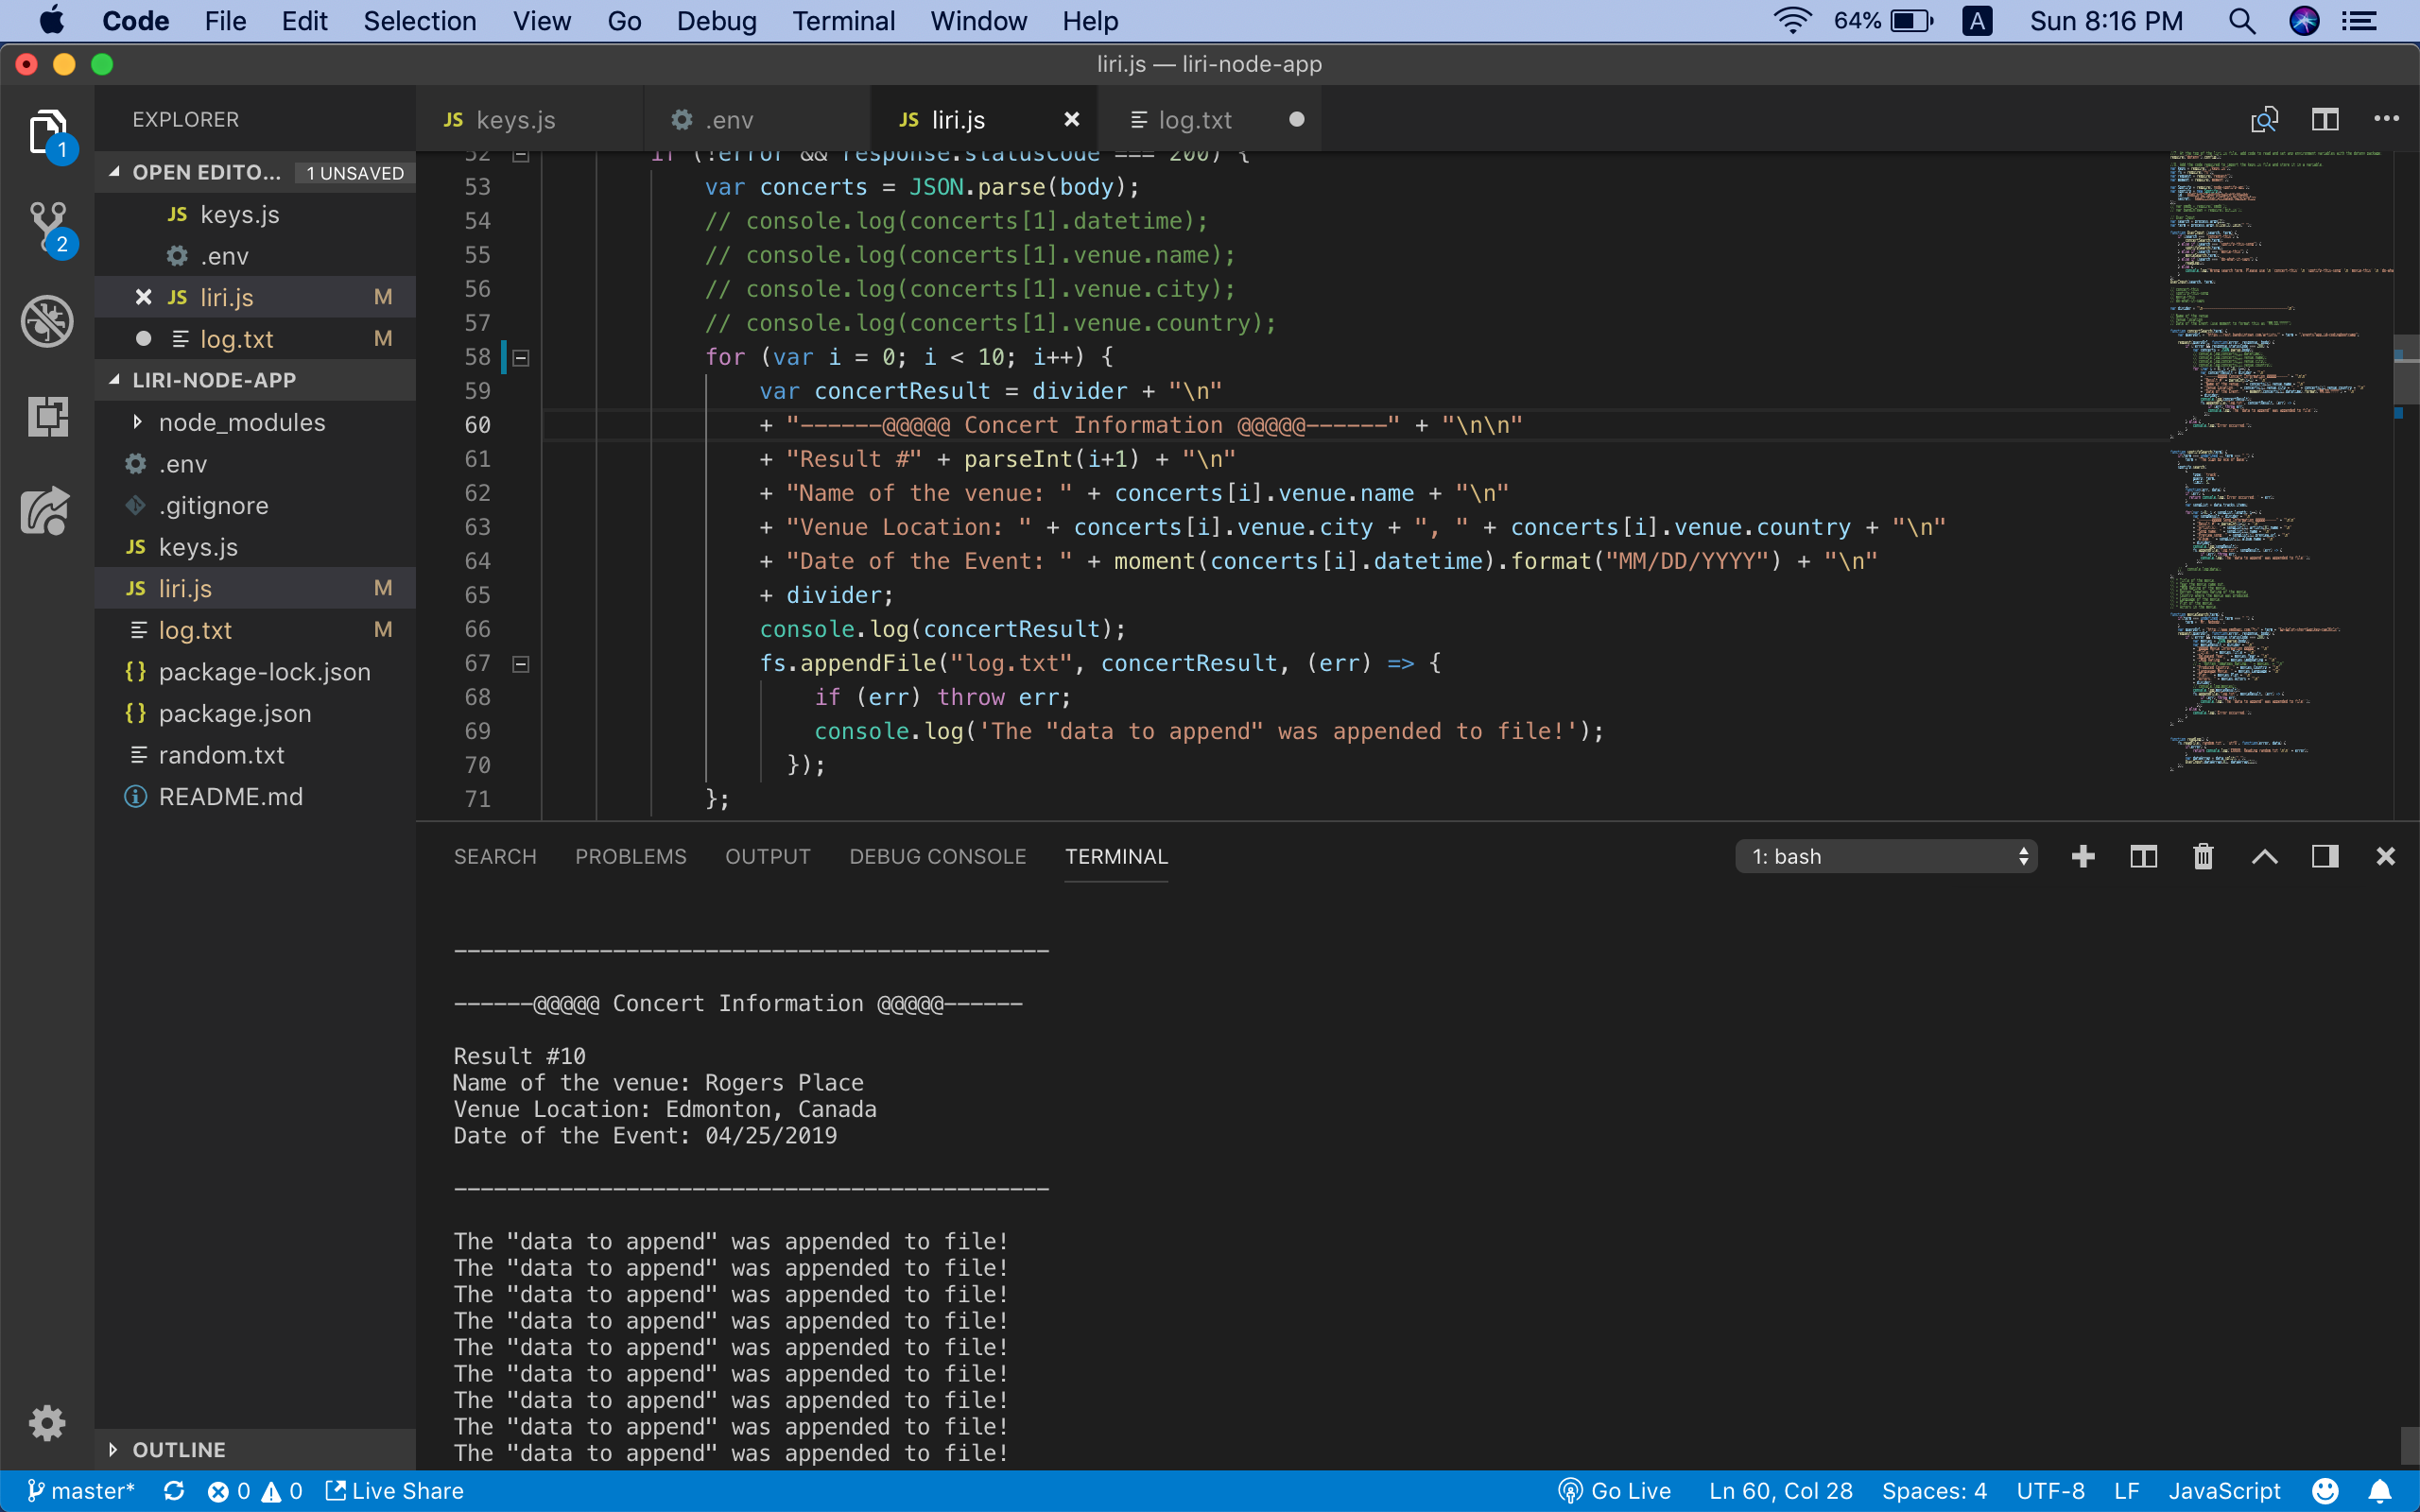 Code File Edit Selection View Go Debug Terminal Window Help 64% A Sun 8:16 PM
liri.js — liri-node-app
EXPLORER
JS keys.js .env JS liri.js log.txt
1
OPEN EDITO... 1 UNSAVED
JS keys.js
.env
JS liri.js M
log.txt M
2
LIRI-NODE-APP
node_modules
.env
.gitignore
JS keys.js
JS liri.js M
log.txt M
{} package-lock.json
{} package.json
random.txt
README.md
OUTLINE
52 if (!error && response.statusCode === 200) {
53 var concerts = JSON.parse(body);
54 // console.log(concerts[1].datetime);
55 // console.log(concerts[1].venue.name);
56 // console.log(concerts[1].venue.city);
57 // console.log(concerts[1].venue.country);
58 for (var i = 0; i < 10; i++) {
59 var concertResult = divider + "\n"
60 + "------@@@@@ Concert Information @@@@@------" + "\n\n"
61 + "Result #" + parseInt(i+1) + "\n"
62 + "Name of the venue: " + concerts[i].venue.name + "\n"
63 + "Venue Location: " + concerts[i].venue.city + ", " + concerts[i].venue.country + "\n"
64 + "Date of the Event: " + moment(concerts[i].datetime).format("MM/DD/YYYY") + "\n"
65 + divider;
66 console.log(concertResult);
67 fs.appendFile("log.txt", concertResult, (err) => {
68 if (err) throw err;
69 console.log('The "data to append" was appended to file!');
70 });
71 };
SEARCH PROBLEMS OUTPUT DEBUG CONSOLE TERMINAL 1: bash
---------------------------------------------
------@@@@@ Concert Information @@@@@------
Result #10
Name of the venue: Rogers Place
Venue Location: Edmonton, Canada
Date of the Event: 04/25/2019
---------------------------------------------
The "data to append" was appended to file!
The "data to append" was appended to file!
The "data to append" was appended to file!
The "data to append" was appended to file!
The "data to append" was appended to file!
The "data to append" was appended to file!
The "data to append" was appended to file!
The "data to append" was appended to file!
The "data to append" was appended to file!
master* 0 0 Live Share Go Live Ln 60, Col 28 Spaces: 4 UTF-8 LF JavaScript